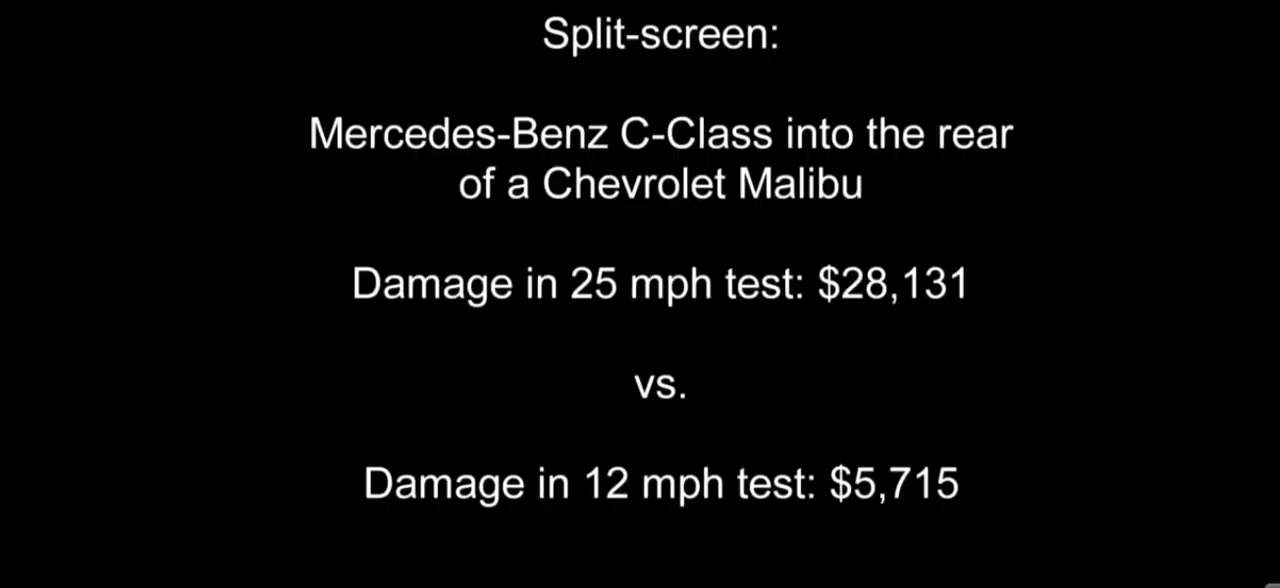 Split-screen:
Mercedes-Benz C-Class into the rear
of a Chevrolet Malibu
Damage in 25 mph test: $28,131
vs.
Damage in 12 mph test: $5,715